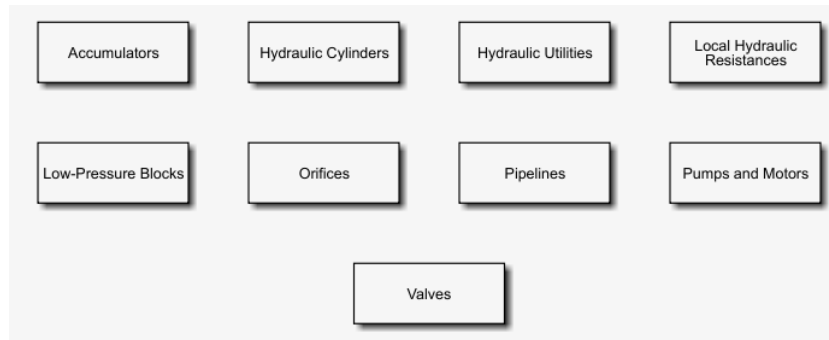 Accumulators
Hydraulic Cylinders
Hydraulic Utilities
Local Hydraulic
Resistances
Low-Pressure Blocks
Orifices
Pipelines
Pumps and Motors
Valves